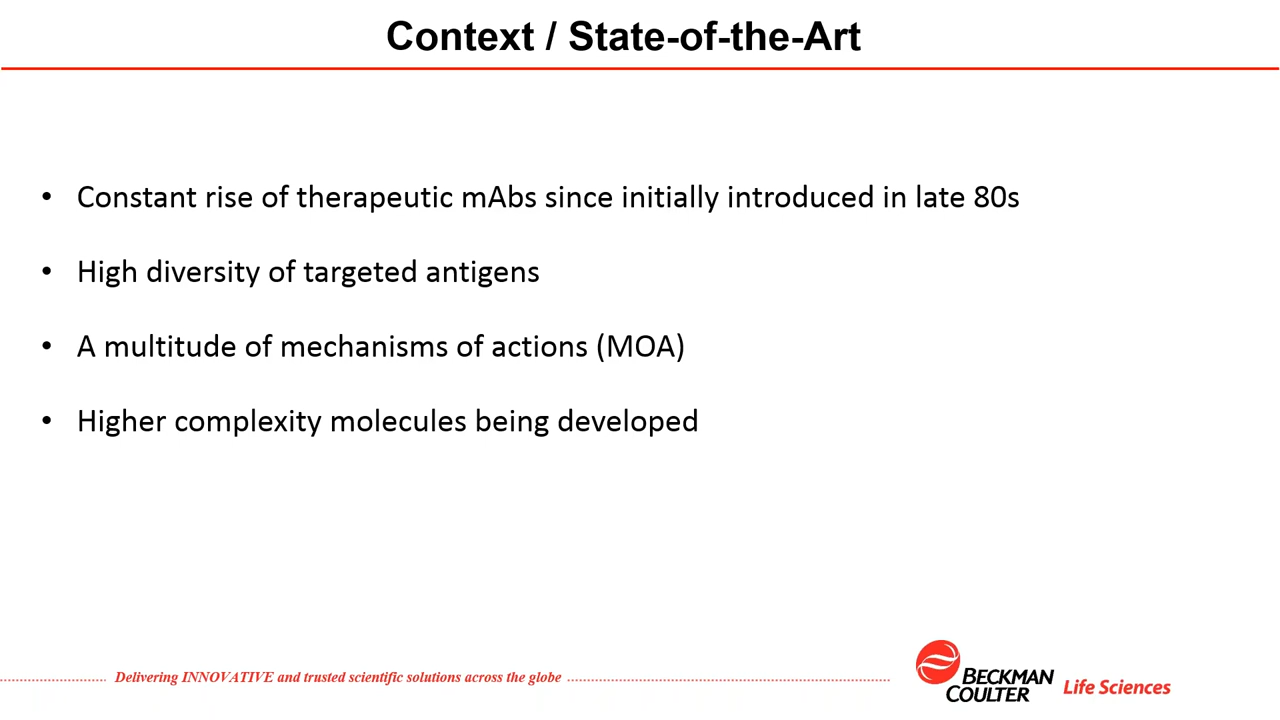 Context / State-of-the-Art
• Constant rise of therapeutic mAbs since initially introduced in late 80s
• High diversity of targeted antigens
• A multitude of mechanisms of actions (MOA)
• Higher complexity molecules being developed
Delivering INNOVATIVE and trusted scientific solutions across the globe
BECKMAN
COULTER
Life Sciences